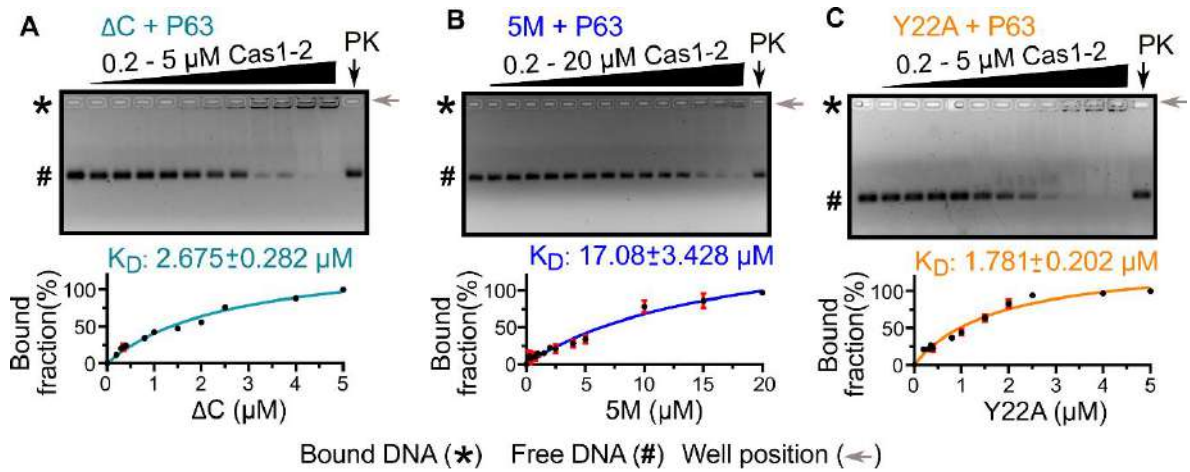 A
ΔC + P63
0.2 - 5 µM Cas1-2
PK
*
#
K_D: 2.675±0.282 µM
Bound fraction(%)
100
50
0
0 1 2 3 4 5
ΔC (µM)
B
5M + P63
0.2 - 20 µM Cas1-2
PK
*
#
K_D: 17.08±3.428 µM
Bound fraction(%)
100
50
0
0 5 10 15 20
5M (µM)
C
Y22A + P63
0.2 - 5 µM Cas1-2
PK
*
#
K_D: 1.781±0.202 µM
Bound fraction(%)
100
50
0
0 1 2 3 4 5
Y22A (µM)
Bound DNA (*) Free DNA (#) Well position (←)